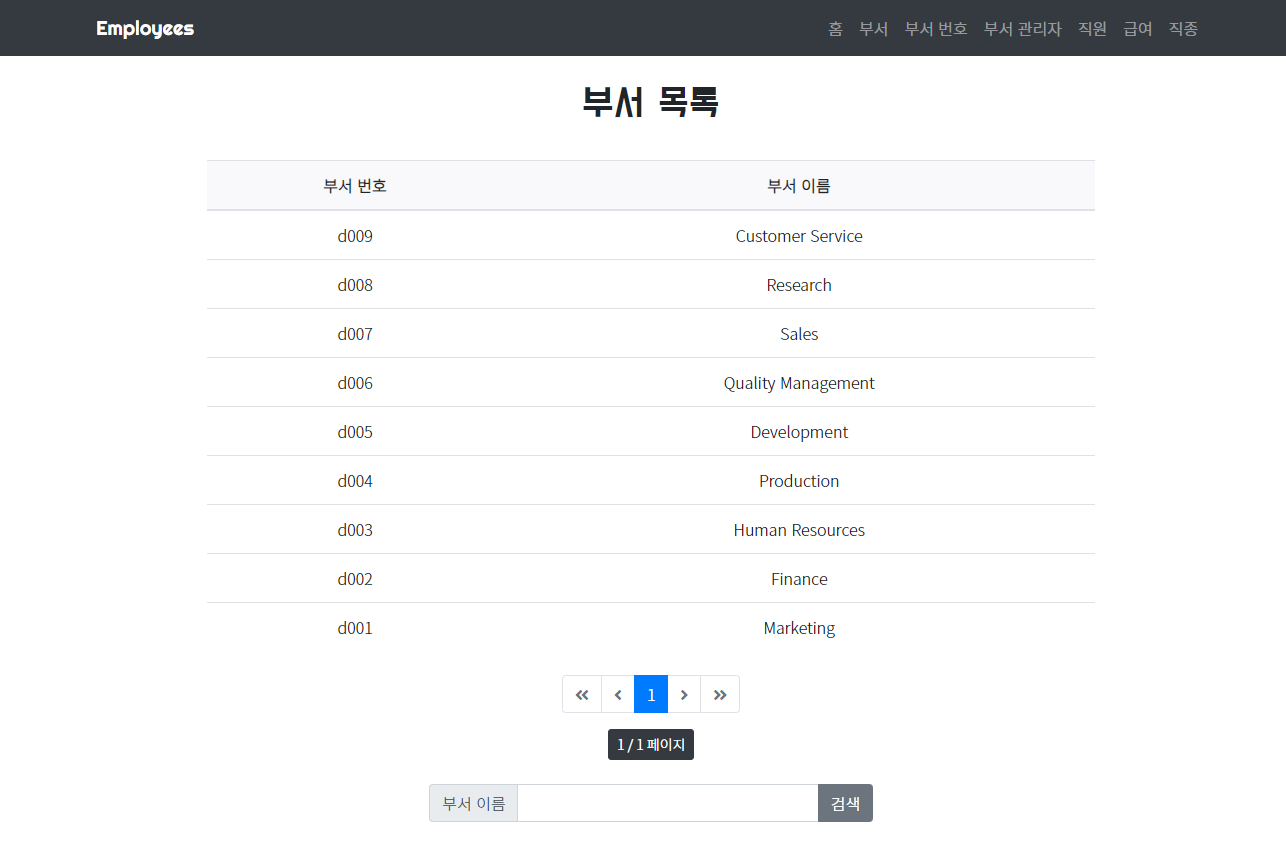 Employees 홈 부서 부서 번호 부서 관리자 직원 급여 직종
부서 목록
부서 번호 부서 이름
d009 Customer Service
d008 Research
d007 Sales
d006 Quality Management
d005 Development
d004 Production
d003 Human Resources
d002 Finance
d001 Marketing
1
1 / 1 페이지
부서 이름 검색